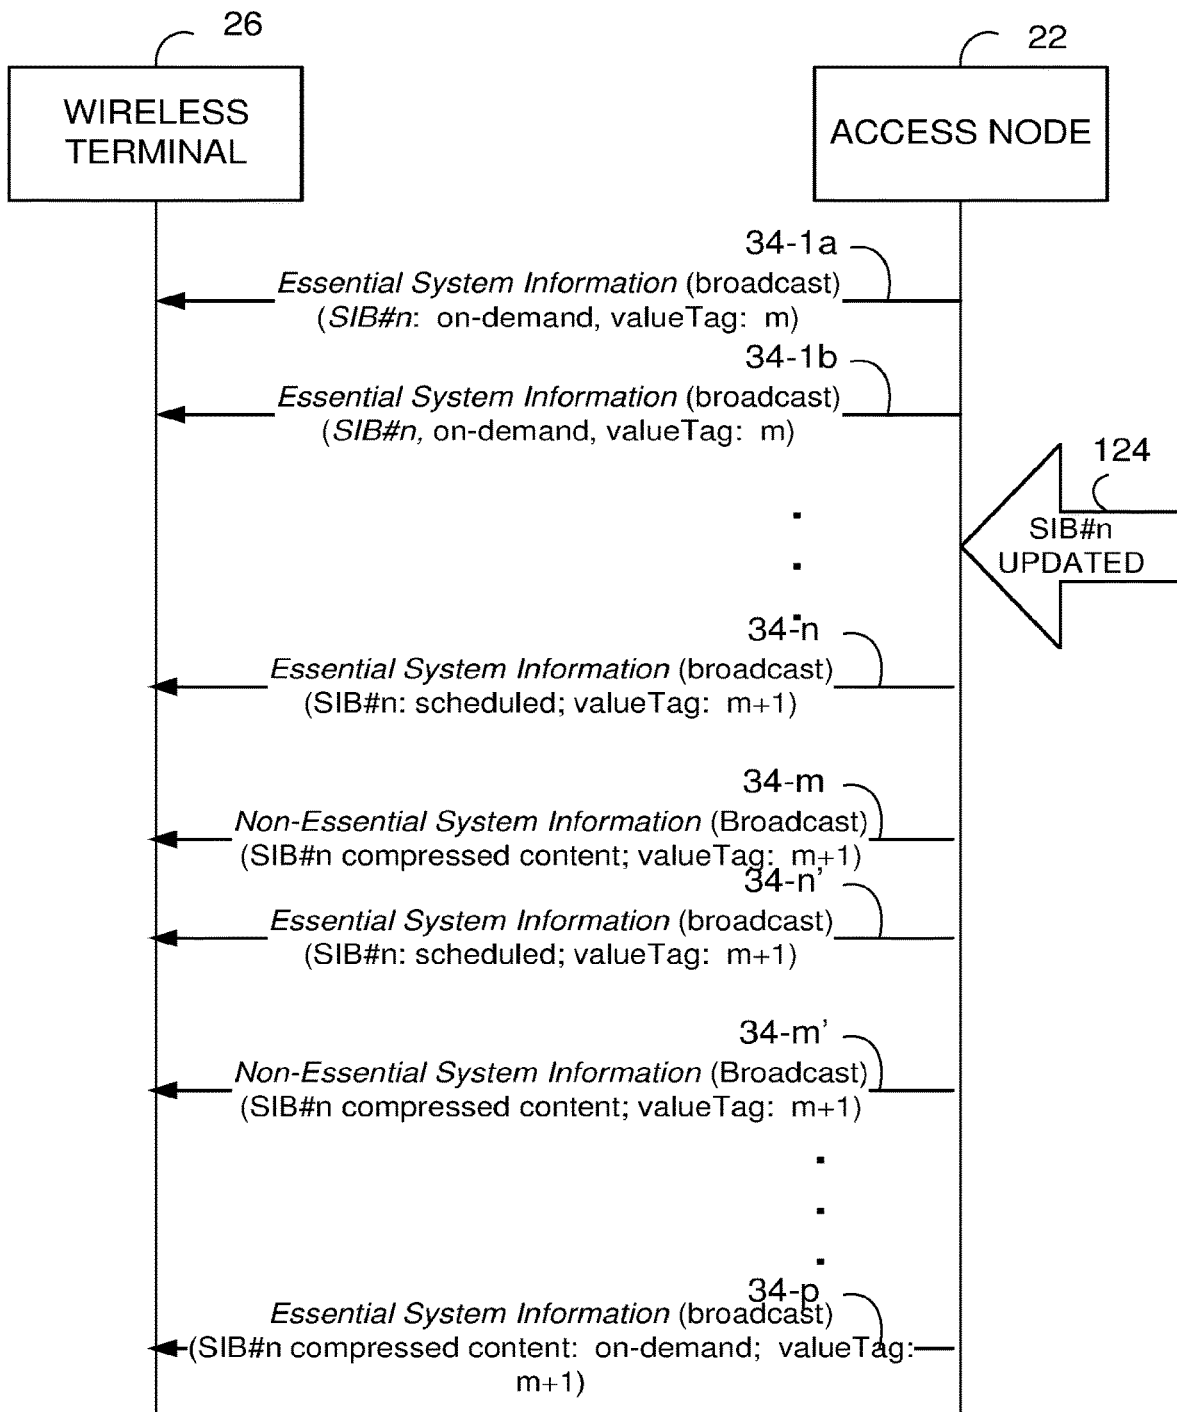 26
22
WIRELESS
TERMINAL
ACCESS NODE
34-1a
Essential System Information (broadcast)
(SIB#n: on-demand, valueTag: m)
34-1b
Essential System Information (broadcast)
(SIB#n, on-demand, valueTag: m)
124
SIB#n
UPDATED
34-n
Essential System Information (broadcast)
(SIB#n: scheduled; valueTag: m+1)
34-m
Non-Essential System Information (Broadcast)
(SIB#n compressed content; valueTag: m+1)
34-n'
Essential System Information (broadcast)
(SIB#n: scheduled; valueTag: m+1)
34-m’
Non-Essential System Information (Broadcast)
(SIB#n compressed content; valueTag: m+1)
34-p
Essential System Information (broadcast)
(SIB#n compressed content: on-demand; valueTag:
m+1)